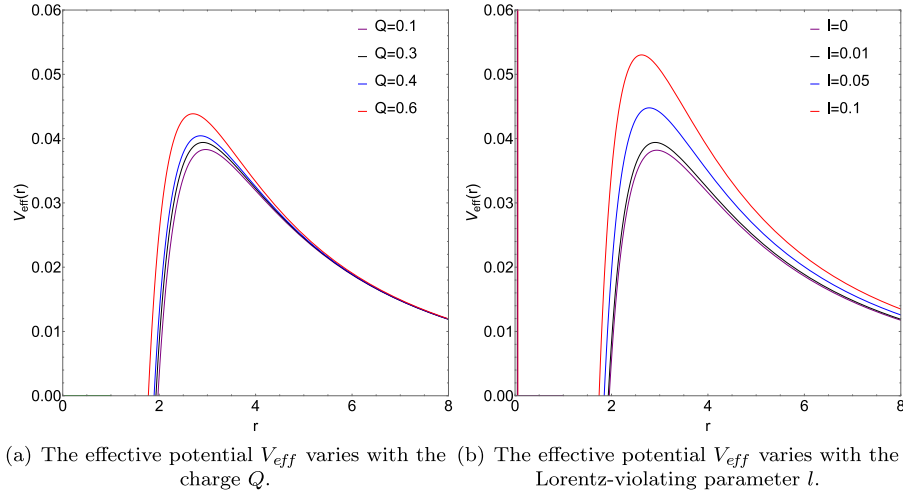 0.06
0.05
0.04
0.03
0.02
0.01
0.00
V_eff(r)
0 2 4 6 8
r
Q=0.1
Q=0.3
Q=0.4
Q=0.6
0.06
0.05
0.04
0.03
0.02
0.01
0.00
V_eff(r)
0 2 4 6 8
r
l=0
l=0.01
l=0.05
l=0.1
(a) The effective potential V_eff varies with the
charge Q.
(b) The effective potential V_eff varies with the
Lorentz-violating parameter l.